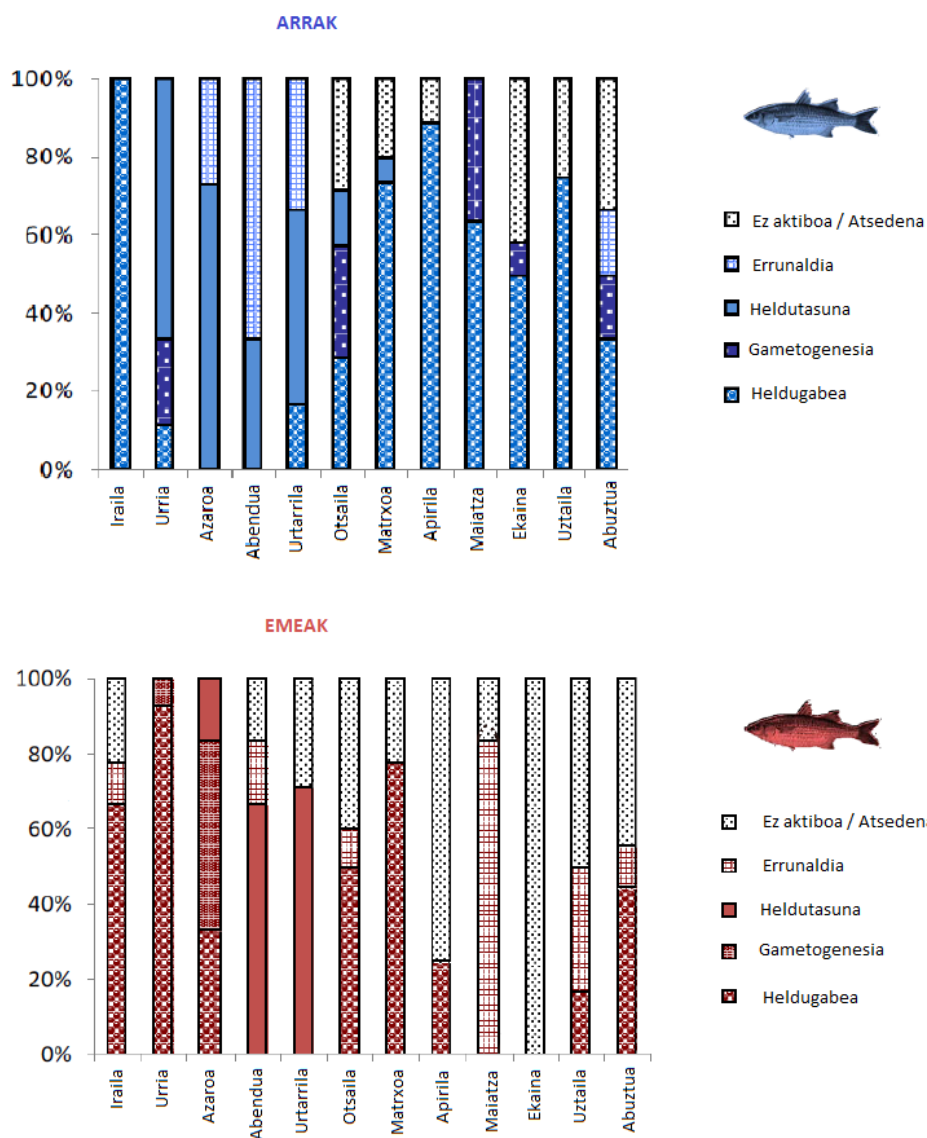 ARRAK
100%
80%
60%
40%
20%
0%
Iraila
Urria
Azaroa
Abendua
Urtarrila
Otsaila
Matrxoa
Apirila
Maiatza
Ekaina
Uztaila
Abuztua
Ez aktiboa / Atsedena
Errunaldia
Heldutasuna
Gametogenesia
Heldugabea
EMEAK
100%
80%
60%
40%
20%
0%
Iraila
Urria
Azaroa
Abendua
Urtarrila
Otsaila
Matrxoa
Apirila
Maiatza
Ekaina
Uztaila
Abuztua
Ez aktiboa / Atsedena
Errunaldia
Heldutasuna
Gametogenesia
Heldugabea